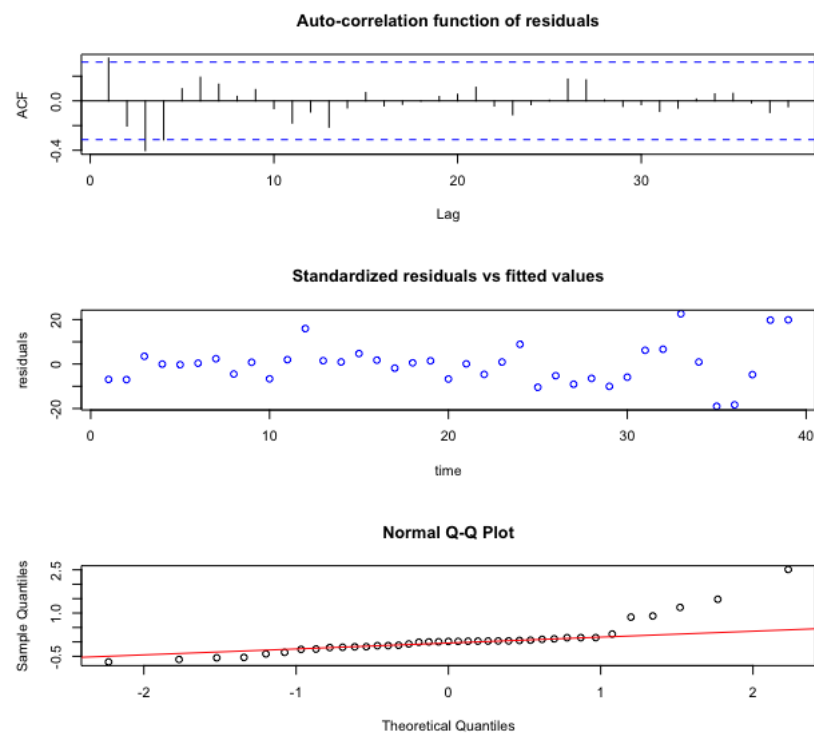 Auto-correlation function of residuals
ACF
0.0
-0.4
0 10 20 30
Lag
Standardized residuals vs fitted values
residuals
20
0
-20
0 10 20 30 40
time
Normal Q-Q Plot
Sample Quantiles
2.5
1.0
-0.5
-2 -1 0 1 2
Theoretical Quantiles